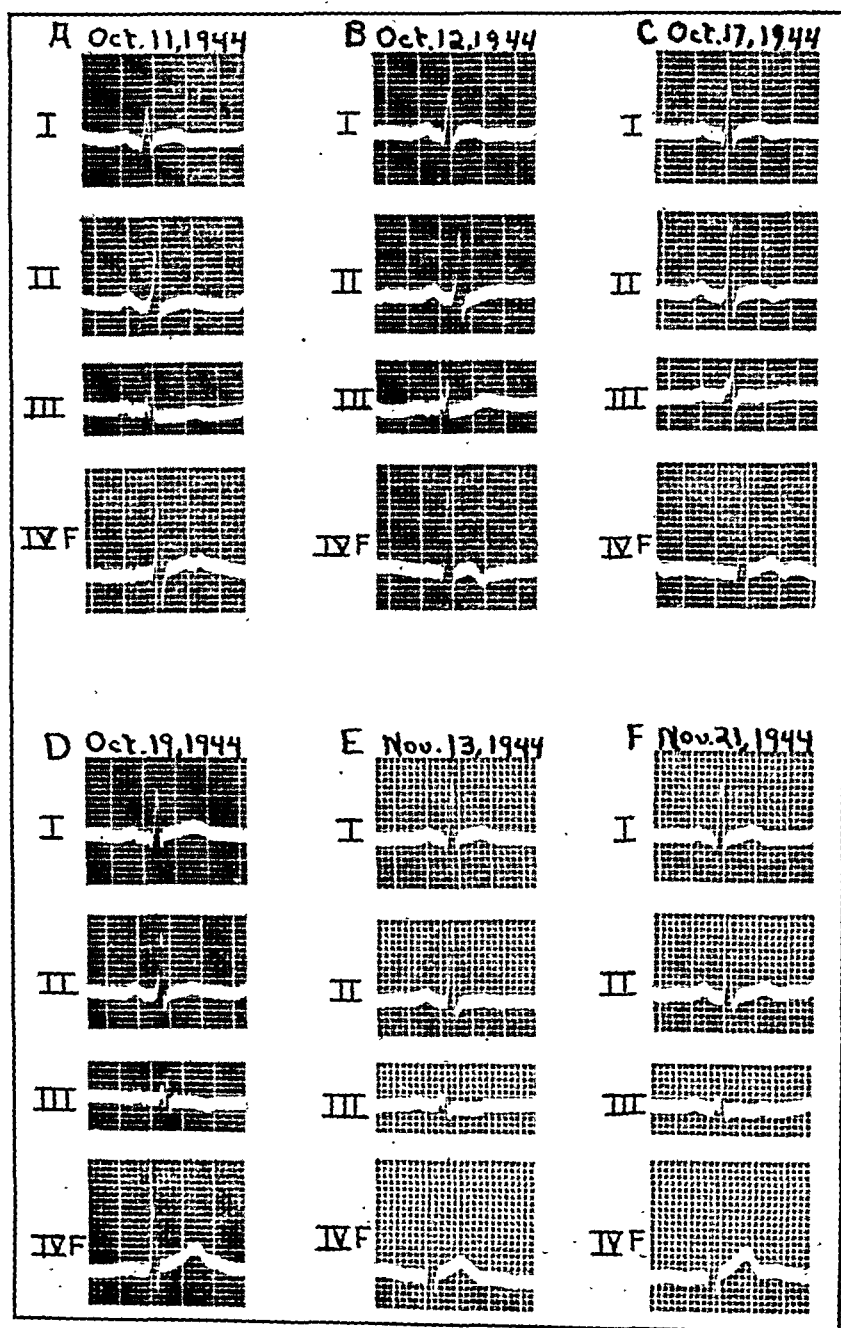 A Oct. 11, 1944
B Oct. 12, 1944
C Oct. 17, 1944
I
I
I
II
II
II
III
III
III
IV F
IV F
IV F
D Oct. 19, 1944
E Nov. 13, 1944
F Nov. 21, 1944
I
I
I
II
II
II
III
III
III
IV F
IV F
IV F